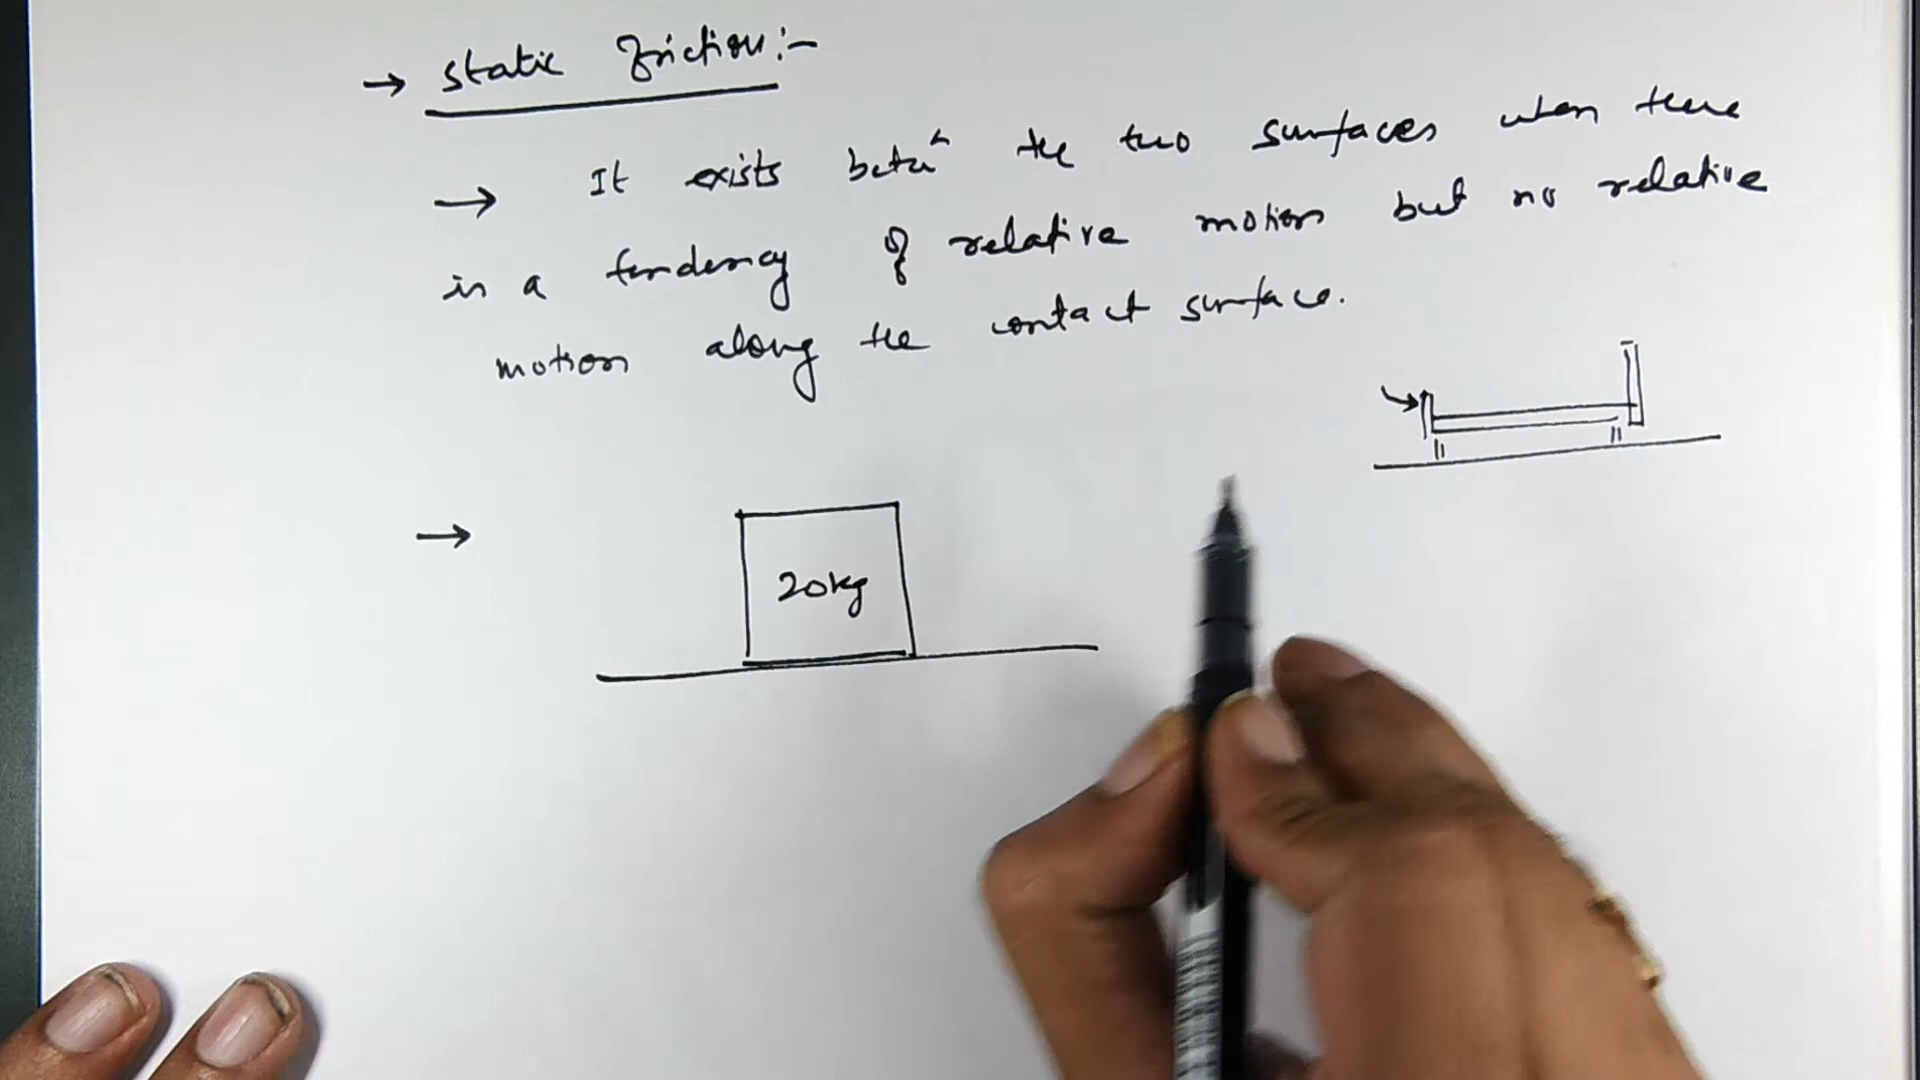 → static friction:-
→ It exists betwⁿ the two surfaces when there
is a tendency of relative motion but no relative
motion along the contact surface.
→ 20kg